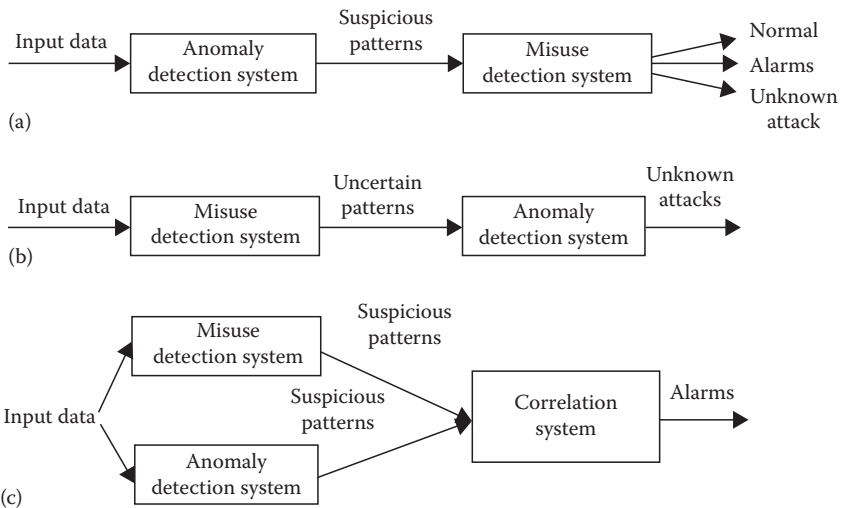 Input data
Anomaly
detection system
Suspicious
patterns
Misuse
detection system
Normal
Alarms
Unknown
attack
(a)
Input data
Misuse
detection system
Uncertain
patterns
Anomaly
detection system
Unknown
attacks
(b)
Input data
Misuse
detection system
Suspicious
patterns
Anomaly
detection system
Suspicious
patterns
Correlation
system
Alarms
(c)